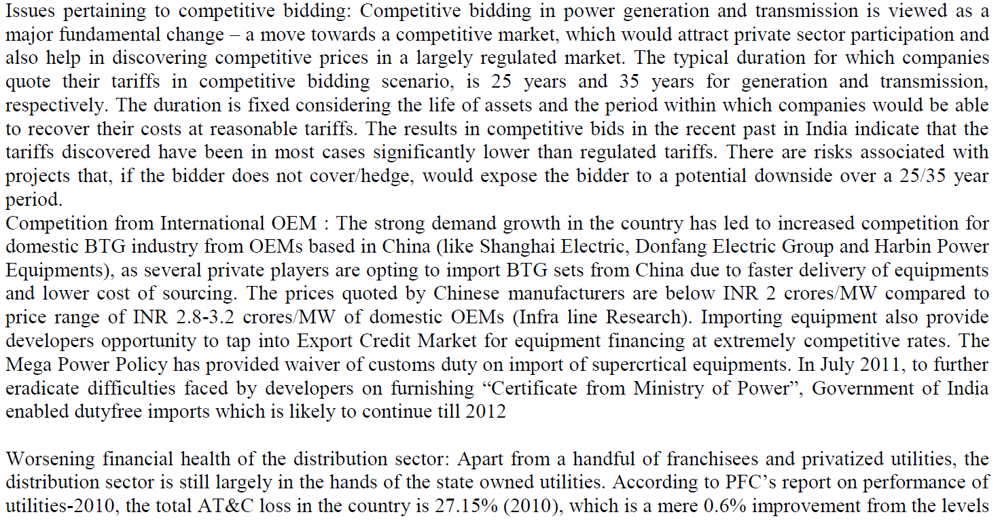 Issues pertaining to competitive bidding: Competitive bidding in power generation and transmission is viewed as a
major fundamental change – a move towards a competitive market, which would attract private sector participation and
also help in discovering competitive prices in a largely regulated market. The typical duration for which companies
quote their tariffs in competitive bidding scenario, is 25 years and 35 years for generation and transmission,
respectively. The duration is fixed considering the life of assets and the period within which companies would be able
to recover their costs at reasonable tariffs. The results in competitive bids in the recent past in India indicate that the
tariffs discovered have been in most cases significantly lower than regulated tariffs. There are risks associated with
projects that, if the bidder does not cover/hedge, would expose the bidder to a potential downside over a 25/35 year
period.
Competition from International OEM : The strong demand growth in the country has led to increased competition for
domestic BTG industry from OEMs based in China (like Shanghai Electric, Donfang Electric Group and Harbin Power
Equipments), as several private players are opting to import BTG sets from China due to faster delivery of equipments
and lower cost of sourcing. The prices quoted by Chinese manufacturers are below INR 2 crores/MW compared to
price range of INR 2.8-3.2 crores/MW of domestic OEMs (Infra line Research). Importing equipment also provide
developers opportunity to tap into Export Credit Market for equipment financing at extremely competitive rates. The
Mega Power Policy has provided waiver of customs duty on import of supercrtical equipments. In July 2011, to further
eradicate difficulties faced by developers on furnishing “Certificate from Ministry of Power”, Government of India
enabled dutyfree imports which is likely to continue till 2012
Worsening financial health of the distribution sector: Apart from a handful of franchisees and privatized utilities, the
distribution sector is still largely in the hands of the state owned utilities. According to PFC’s report on performance of
utilities-2010, the total AT&C loss in the country is 27.15% (2010), which is a mere 0.6% improvement from the levels